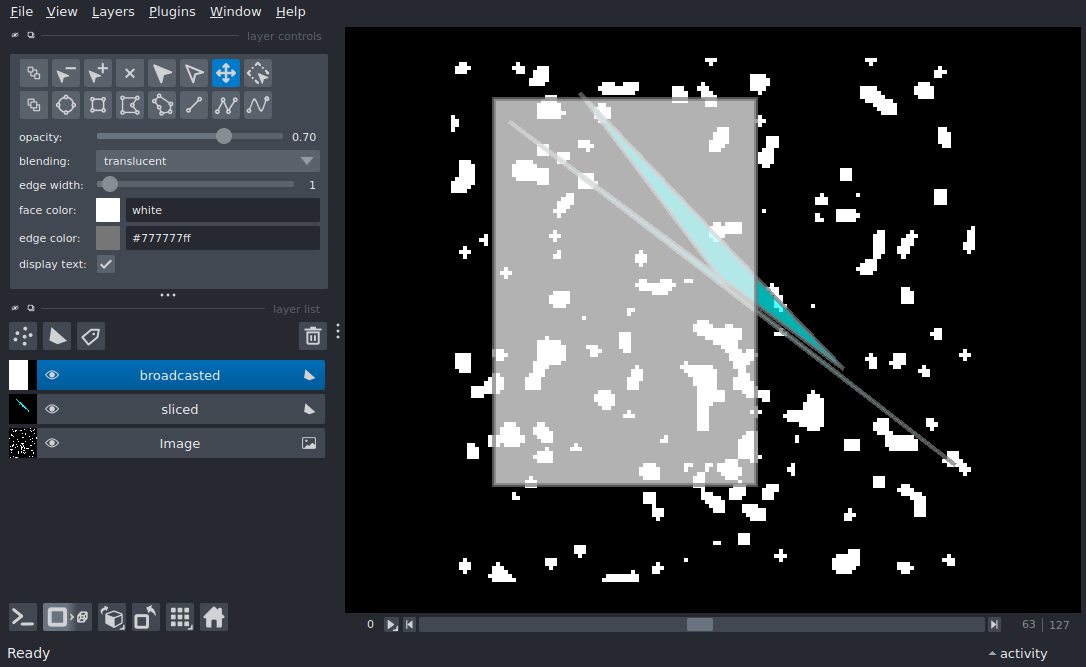 File View Layers Plugins Window Help
layer controls
opacity: 0.70
blending: translucent
edge width: 1
face color: white
edge color: #777777ff
display text:
layer list
broadcasted
sliced
Image
0 63 127
Ready activity